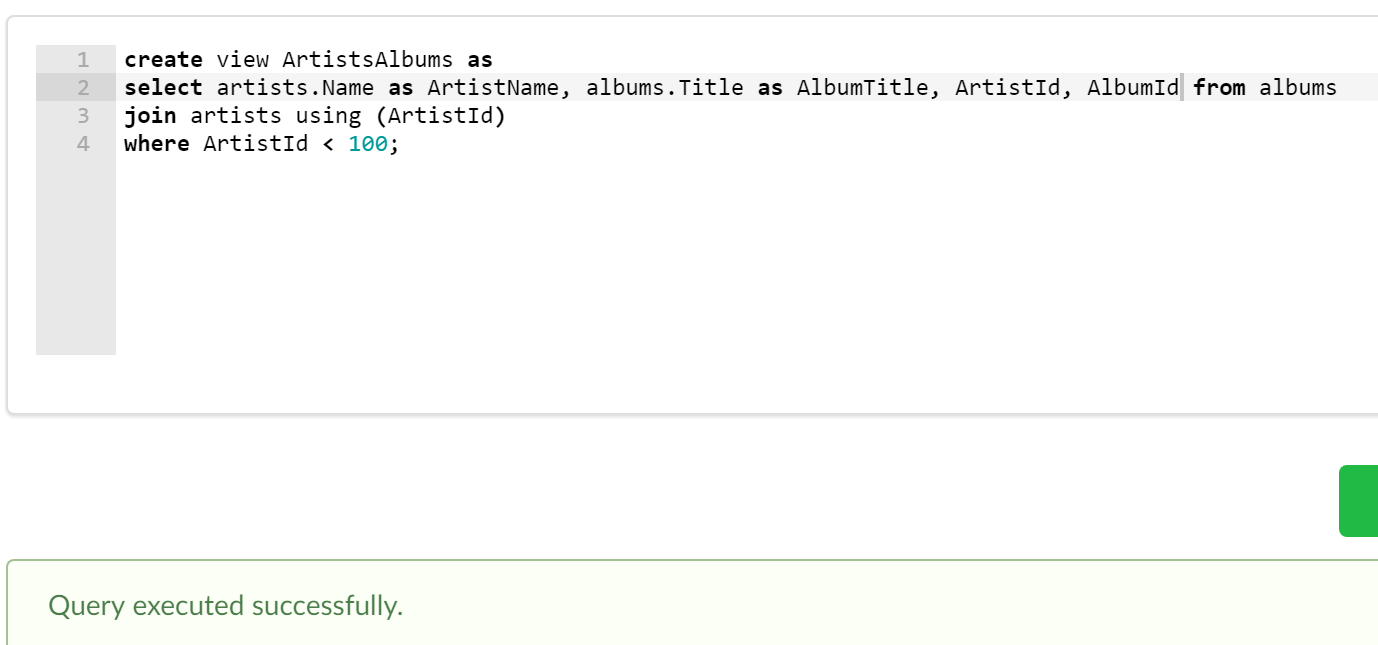 1 create view ArtistsAlbums as
2 select artists.Name as ArtistName, albums.Title as AlbumTitle, ArtistId, AlbumId from albums
3 join artists using (ArtistId)
4 where ArtistId < 100;
Query executed successfully.